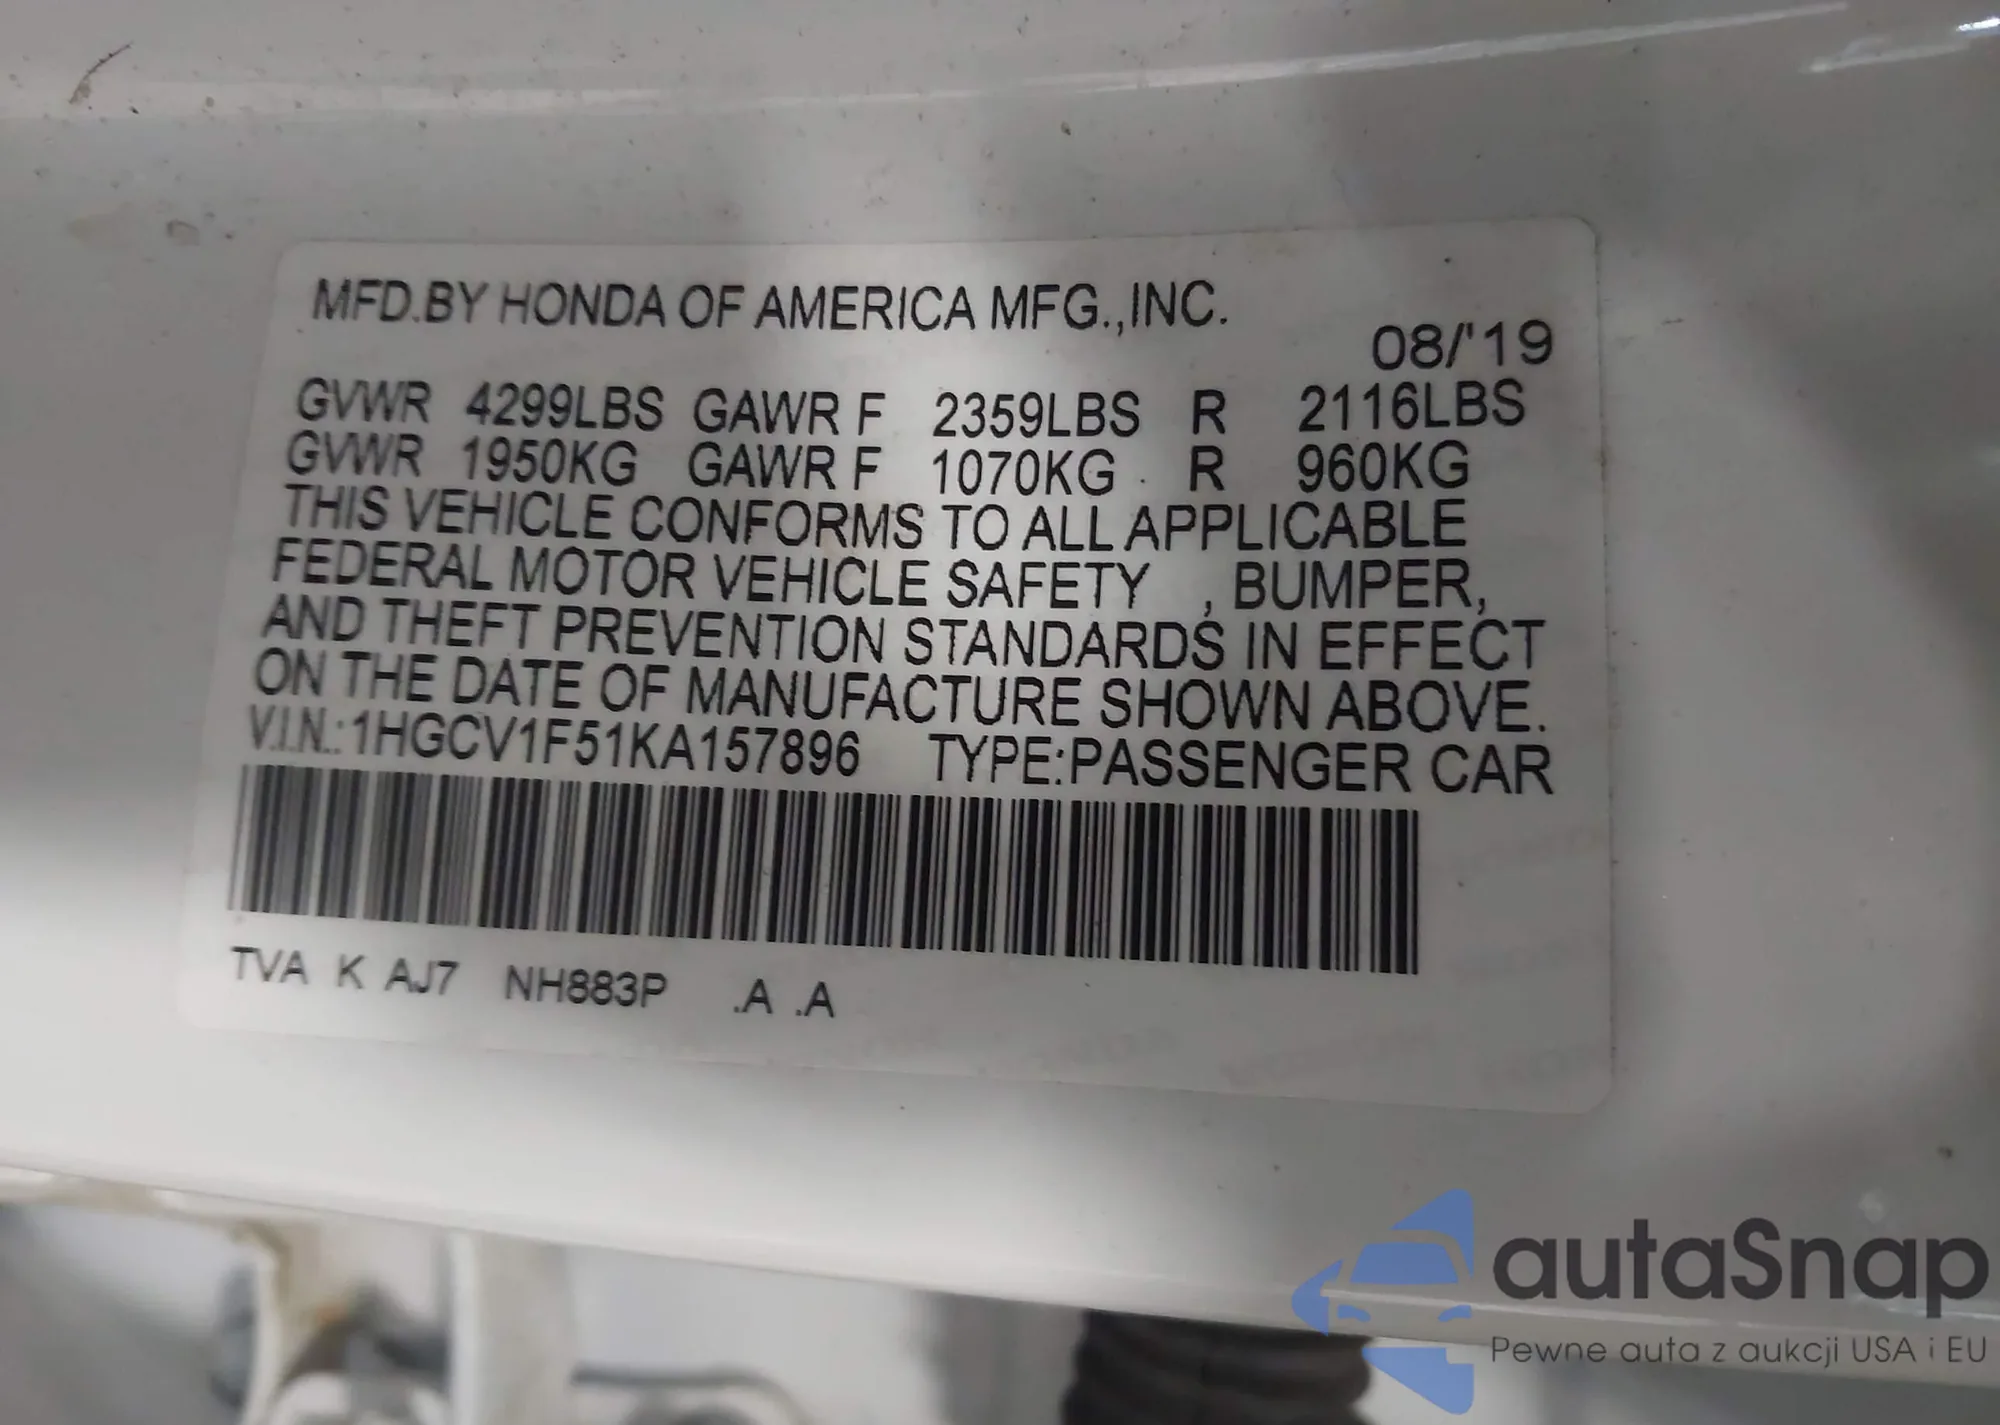 MFD.BY HONDA OF AMERICA MFG.,INC.
08/'19
GVWR 4299LBS GAWR F 2359LBS R 2116LBS
GVWR 1950KG GAWR F 1070KG R 960KG
THIS VEHICLE CONFORMS TO ALL APPLICABLE
FEDERAL MOTOR VEHICLE SAFETY , BUMPER,
AND THEFT PREVENTION STANDARDS IN EFFECT
ON THE DATE OF MANUFACTURE SHOWN ABOVE.
V.I.N.:1HGCV1F51KA157896 TYPE:PASSENGER CAR
TVA K AJ7 NH883P .A .A
autaSnap
Pewne auta z aukcji USA i EU